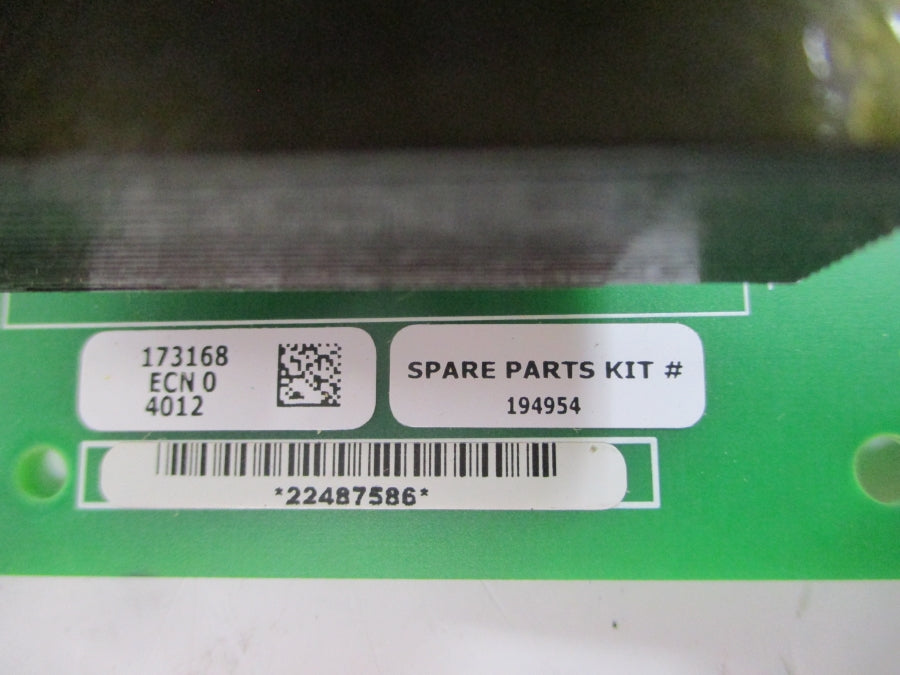 173168
ECN 0
4012
SPARE PARTS KIT #
194954
*22487586*